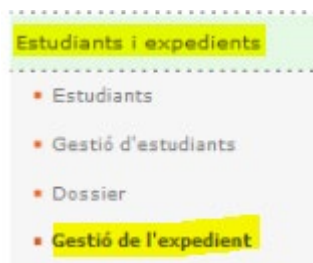 Estudiants i expedients
Estudiants
Gestió d'estudiants
Dossier
Gestió de l'expedient